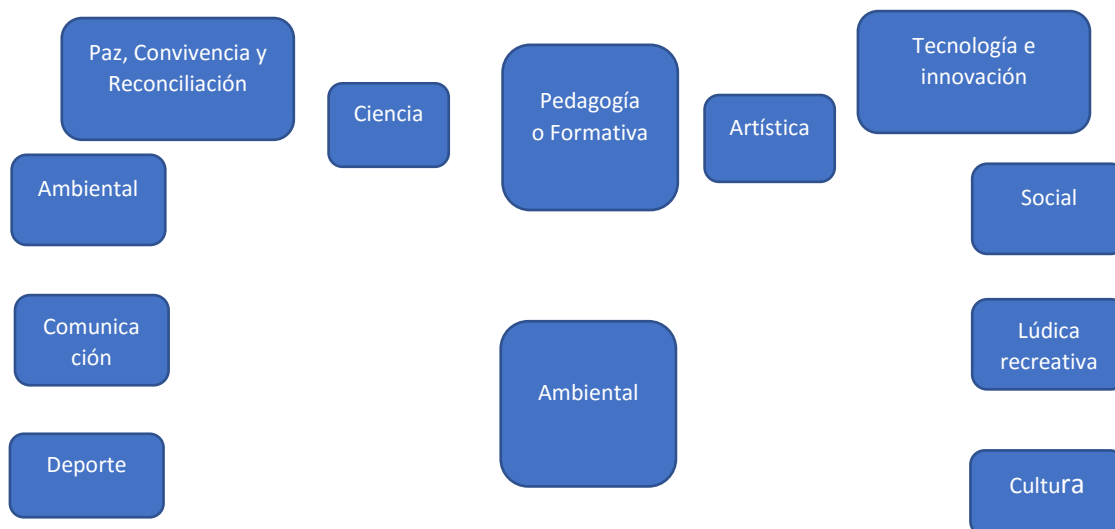 Paz, Convivencia y
Reconciliación
Ciencia
Pedagogía
o Formativa
Artística
Tecnología e
innovación
Ambiental
Social
Comunica
ción
Ambiental
Lúdica
recreativa
Deporte
Cultura